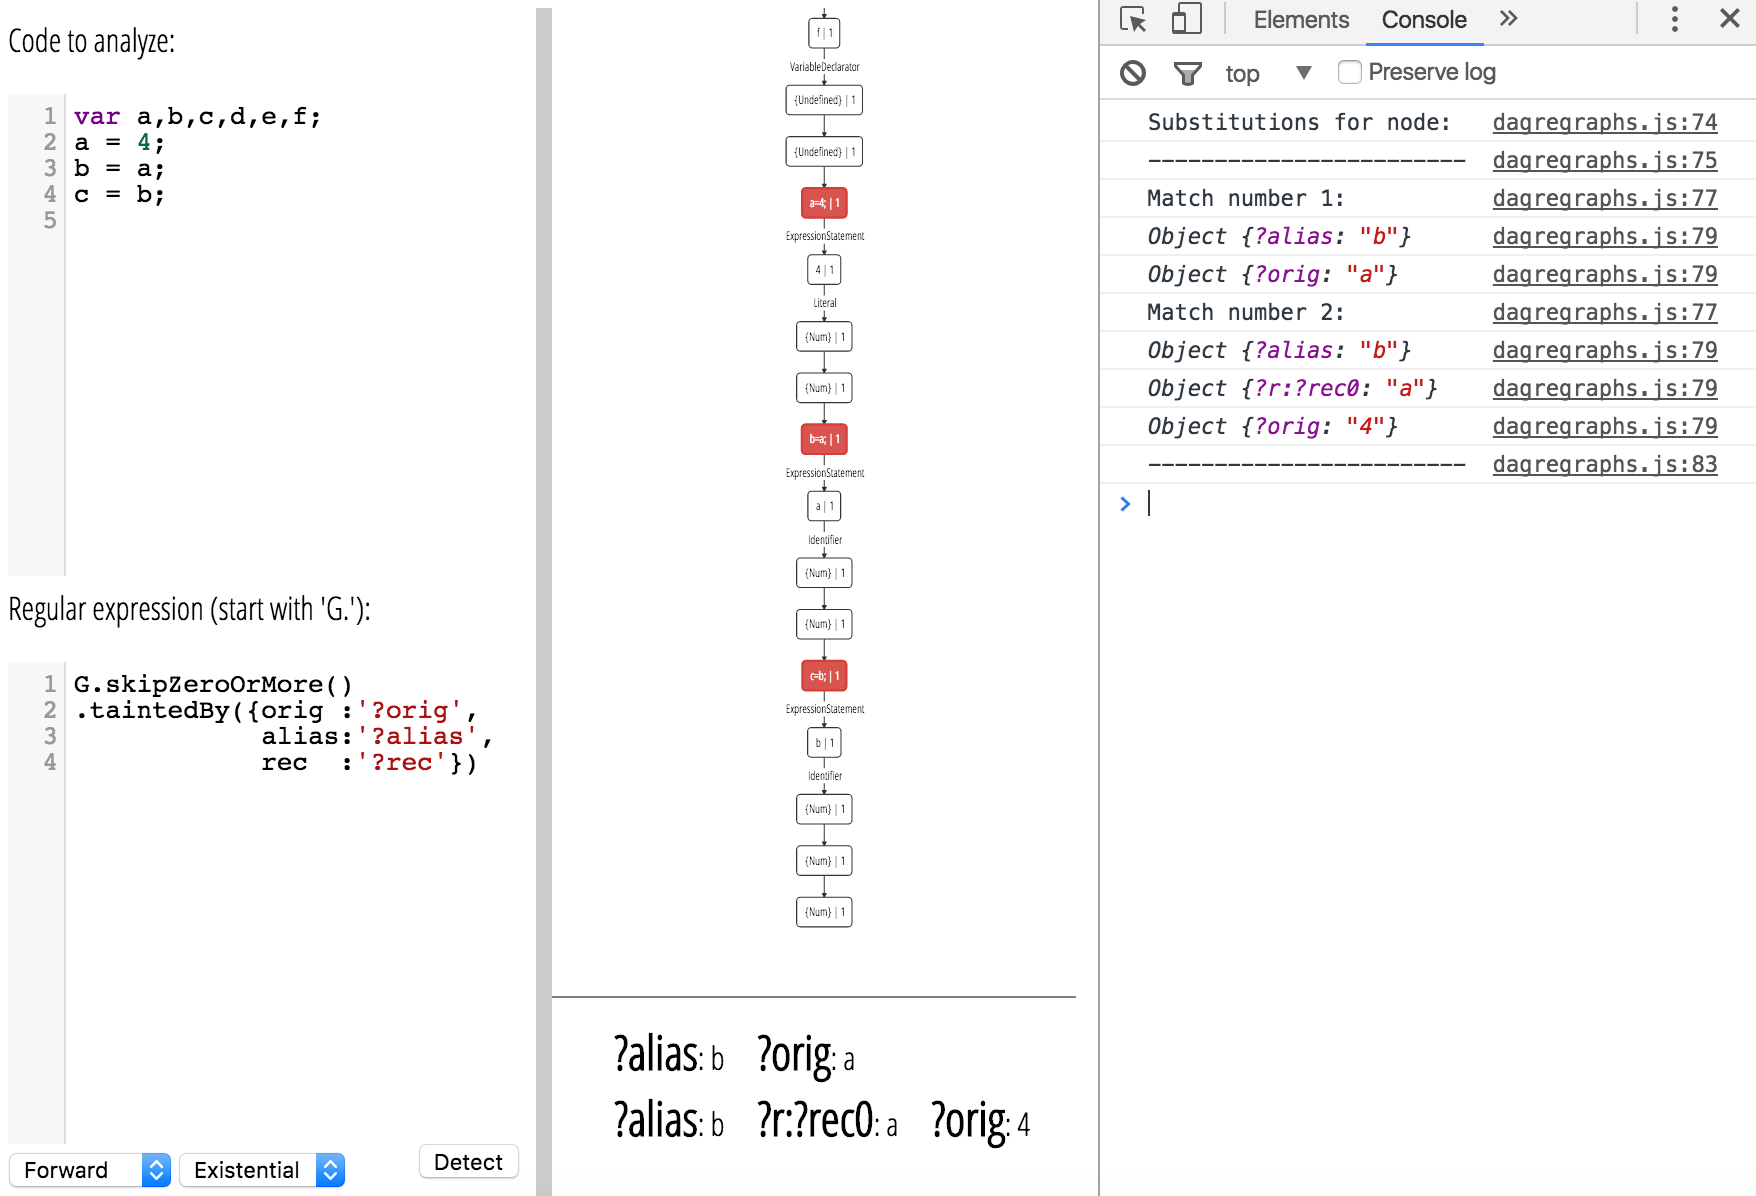 Code to analyze:
1 var a,b,c,d,e,f;
2 a = 4;
3 b = a;
4 c = b;
5
Regular expression (start with 'G.'):
1 G.skipZeroOrMore()
2 .taintedBy({orig :'?orig',
3 alias:'?alias',
4 rec :'?rec'})
Forward
Existential
Detect
f | 1
VariableDeclarator
{Undefined} | 1
{Undefined} | 1
a=4; | 1
ExpressionStatement
4 | 1
Literal
{Num} | 1
{Num} | 1
b=a; | 1
ExpressionStatement
a | 1
Identifier
{Num} | 1
{Num} | 1
c=b; | 1
ExpressionStatement
b | 1
Identifier
{Num} | 1
{Num} | 1
{Num} | 1
?alias: b ?orig: a
?alias: b ?r:?rec0: a ?orig: 4
Elements Console
top Preserve log
Substitutions for node: dagregraphs.js:74
------------------------ dagregraphs.js:75
Match number 1: dagregraphs.js:77
Object {?alias: "b"} dagregraphs.js:79
Object {?orig: "a"} dagregraphs.js:79
Match number 2: dagregraphs.js:77
Object {?alias: "b"} dagregraphs.js:79
Object {?r:?rec0: "a"} dagregraphs.js:79
Object {?orig: "4"} dagregraphs.js:79
------------------------ dagregraphs.js:83